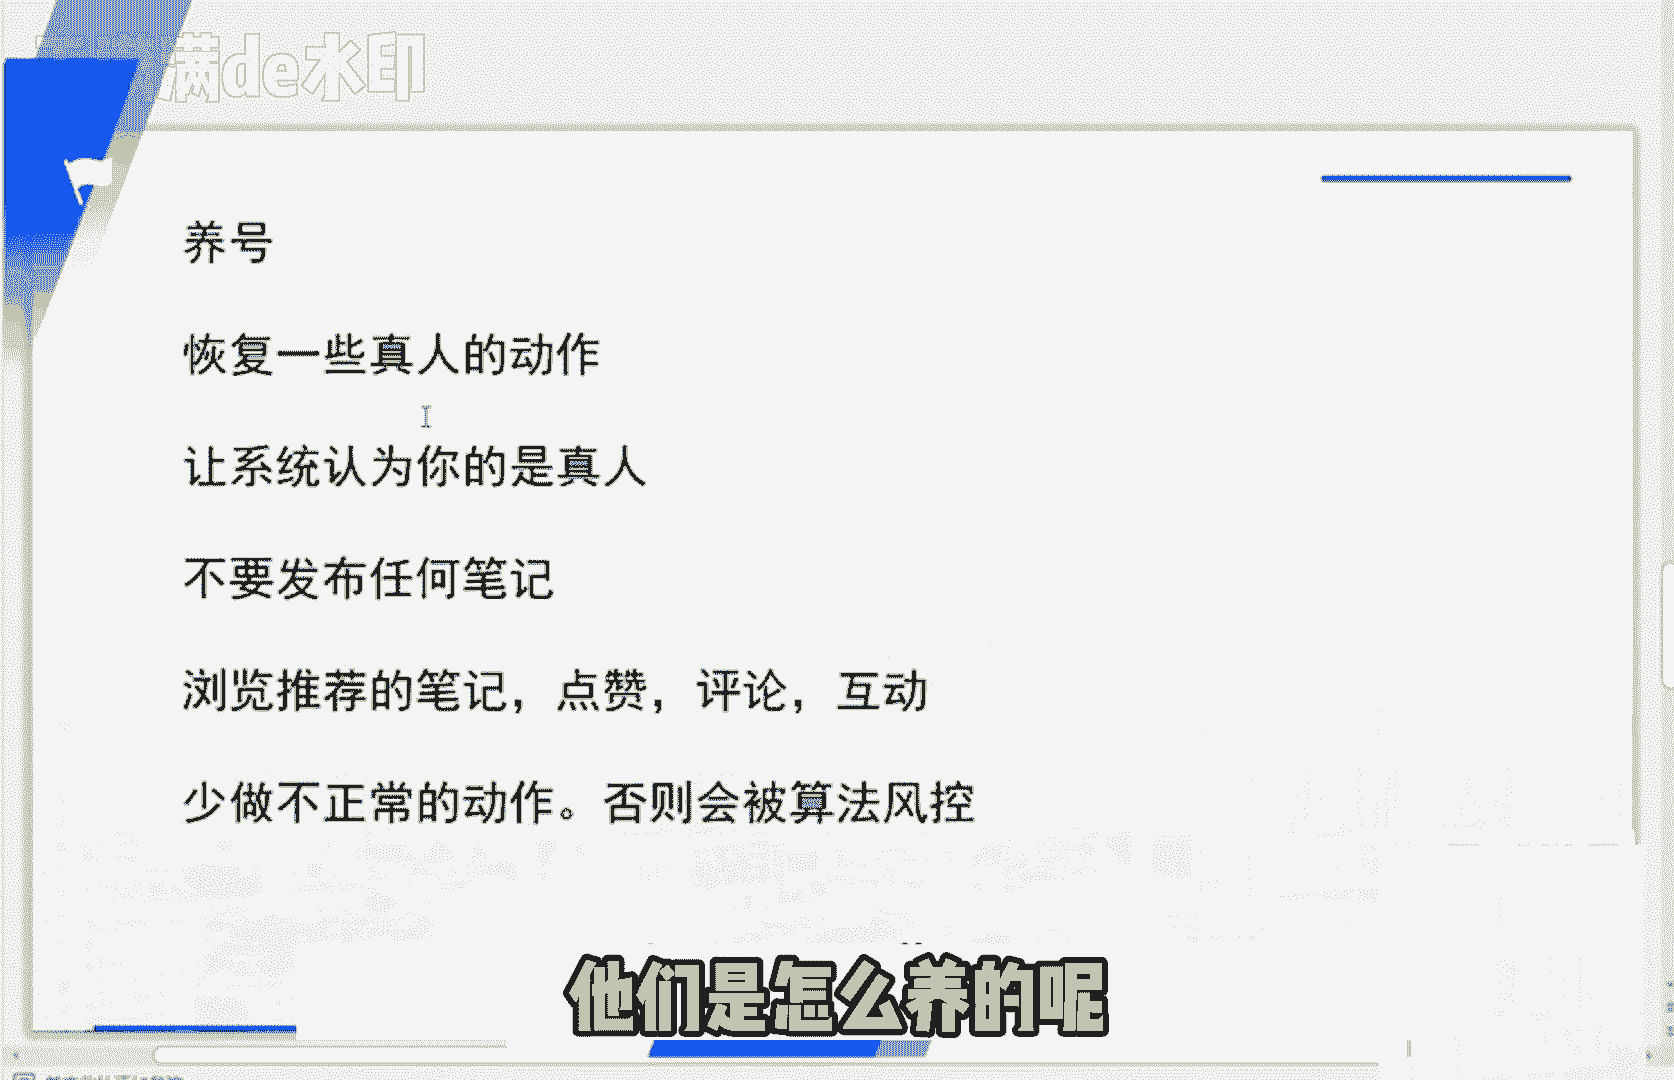 满de水印
养号
恢复一些真人的动作
让系统认为你的是真人
不要发布任何笔记
浏览推荐的笔记，点赞，评论，互动
少做不正常的动作。否则会被算法风控
他们是怎么养的呢